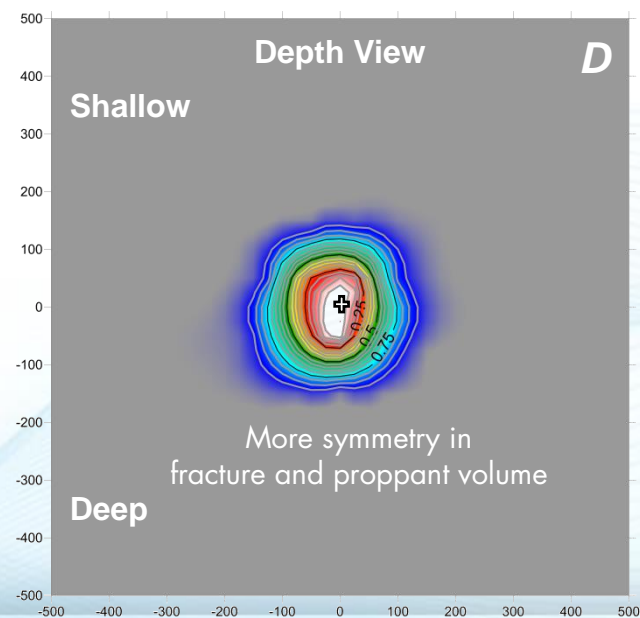 500
Depth View
D
400
Shallow
300
200
100
0
0.25
0.5
0.75
-100
-200
More symmetry in
fracture and proppant volume
-300
Deep
-400
-500
-500 -400 -300 -200 -100 0 100 200 300 400 500